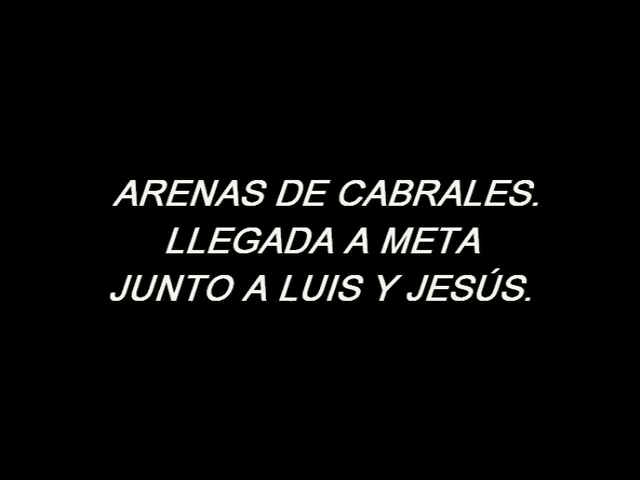 ARENAS DE CABRALES.
LLEGADA A META
JUNTO A LUIS Y JESÚS.